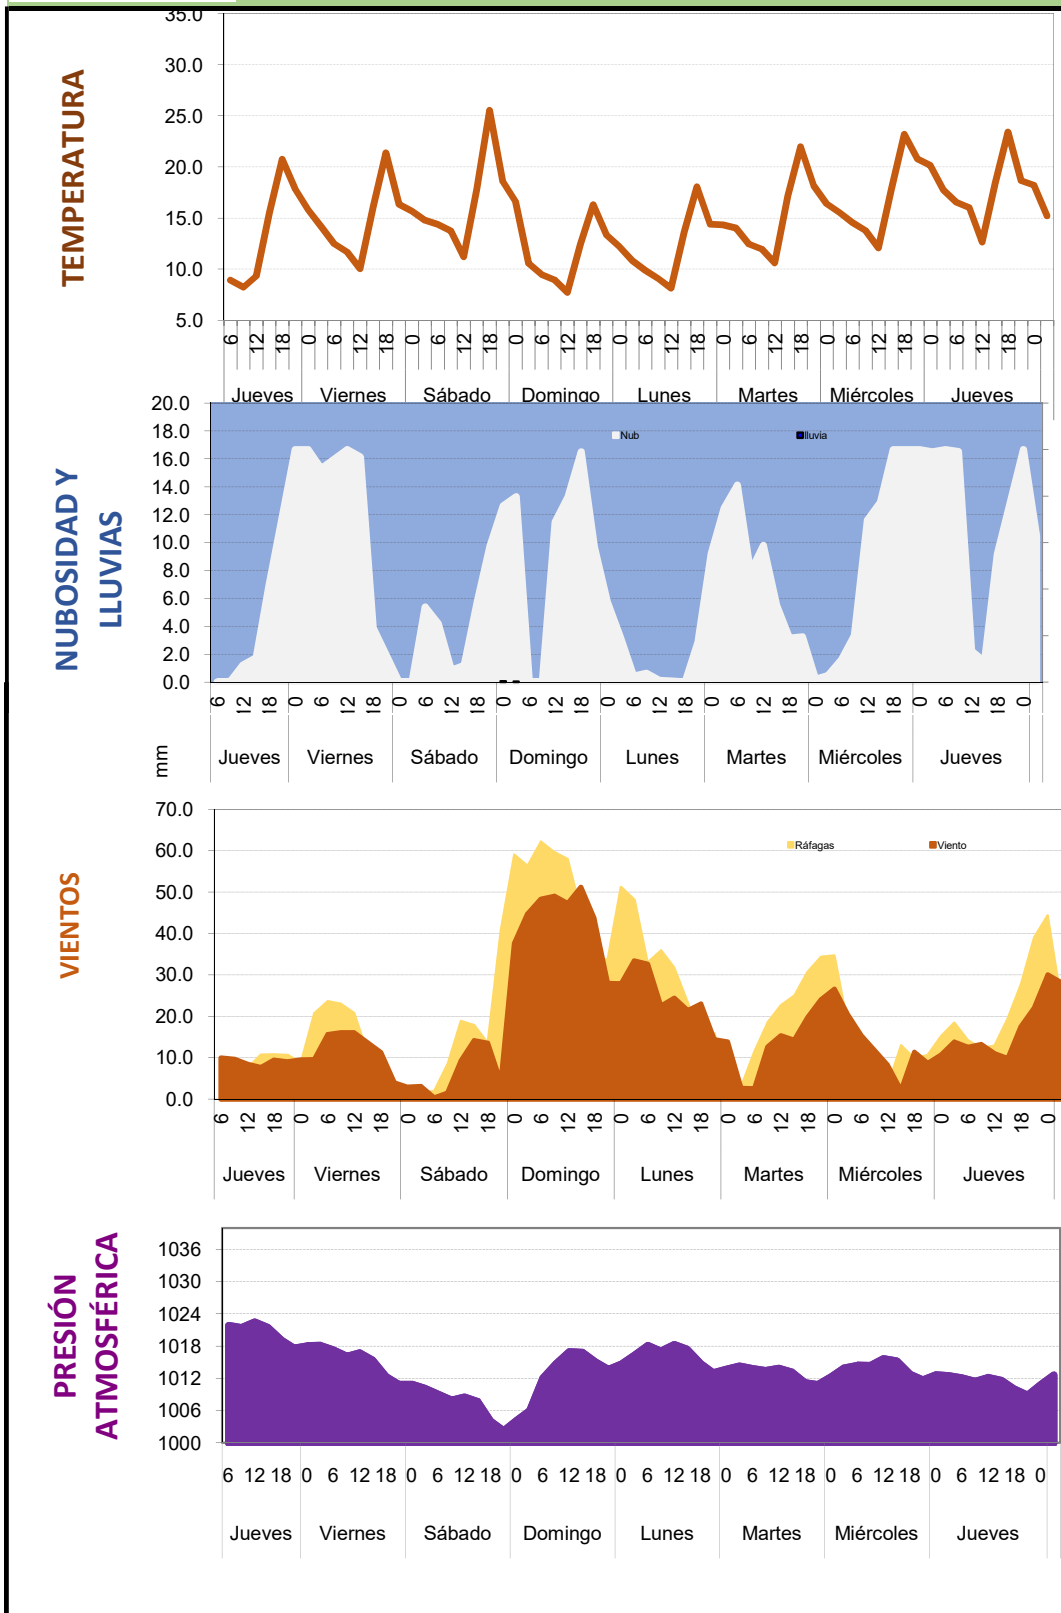 TEMPERATURA
35.0
30.0
25.0
20.0
15.0
10.0
5.0
6 12 18 0 6 12 18 0 6 12 18 0 6 12 18 0 6 12 18 0 6 12 18 0 6 12 18 0 6 12 18 0
Jueves Viernes Sábado Domingo Lunes Martes Miércoles Jueves
NUBOSIDAD Y
LLUVIAS
20.0
18.0
16.0
14.0
12.0
10.0
8.0
6.0
4.0
2.0
0.0
Nub lluvia
6 12 18 0 6 12 18 0 6 12 18 0 6 12 18 0 6 12 18 0 6 12 18 0 6 12 18 0 6 12 18 0
mm
Jueves Viernes Sábado Domingo Lunes Martes Miércoles Jueves
VIENTOS
70.0
60.0
50.0
40.0
30.0
20.0
10.0
0.0
Ráfagas Viento
6 12 18 0 6 12 18 0 6 12 18 0 6 12 18 0 6 12 18 0 6 12 18 0 6 12 18 0 6 12 18 0
Jueves Viernes Sábado Domingo Lunes Martes Miércoles Jueves
PRESIÓN
ATMOSFÉRICA
1036
1030
1024
1018
1012
1006
1000
6 12 18 0 6 12 18 0 6 12 18 0 6 12 18 0 6 12 18 0 6 12 18 0 6 12 18 0 6 12 18 0
Jueves Viernes Sábado Domingo Lunes Martes Miércoles Jueves